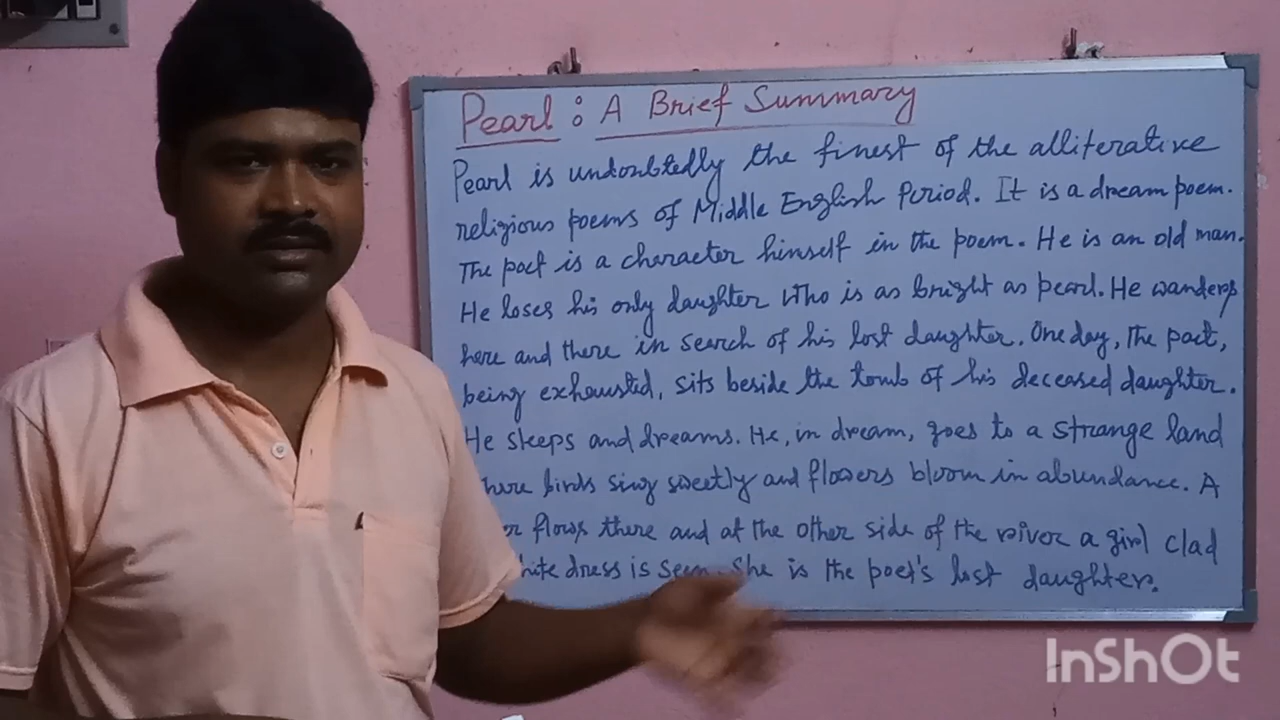 Pearl : A Brief Summary
Pearl is undoubtedly the finest of the alliterative
religious poems of Middle English Period. It is a dream poem.
The poet is a character himself in the poem. He is an old man.
He loses his only daughter who is as bright as pearl. He wanders
here and there in search of his lost daughter. One day, the poet,
being exhausted, sits beside the tomb of his deceased daughter.
He sleeps and dreams. He, in dream, goes to a strange land
birds sing sweetly and flowers bloom in abundance. A
flows there and at the other side of the river a girl clad
dress is seen. She is the poet's lost daughter.
InShOt